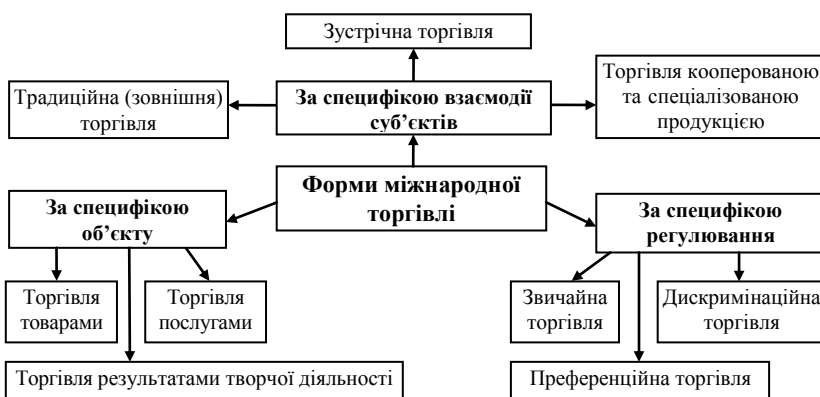 Зустрічна торгівля
Традиційна (зовнішня)
торгівля
За специфікою взаємодії
суб’єктів
Торгівля кооперованою
та спеціалізованою
продукцією
Форми міжнародної
торгівлі
За специфікою
об’єкту
За специфікою
регулювання
Торгівля
товарами
Торгівля
послугами
Звичайна
торгівля
Дискримінаційна
торгівля
Торгівля результатами творчої діяльності
Преференційна торгівля